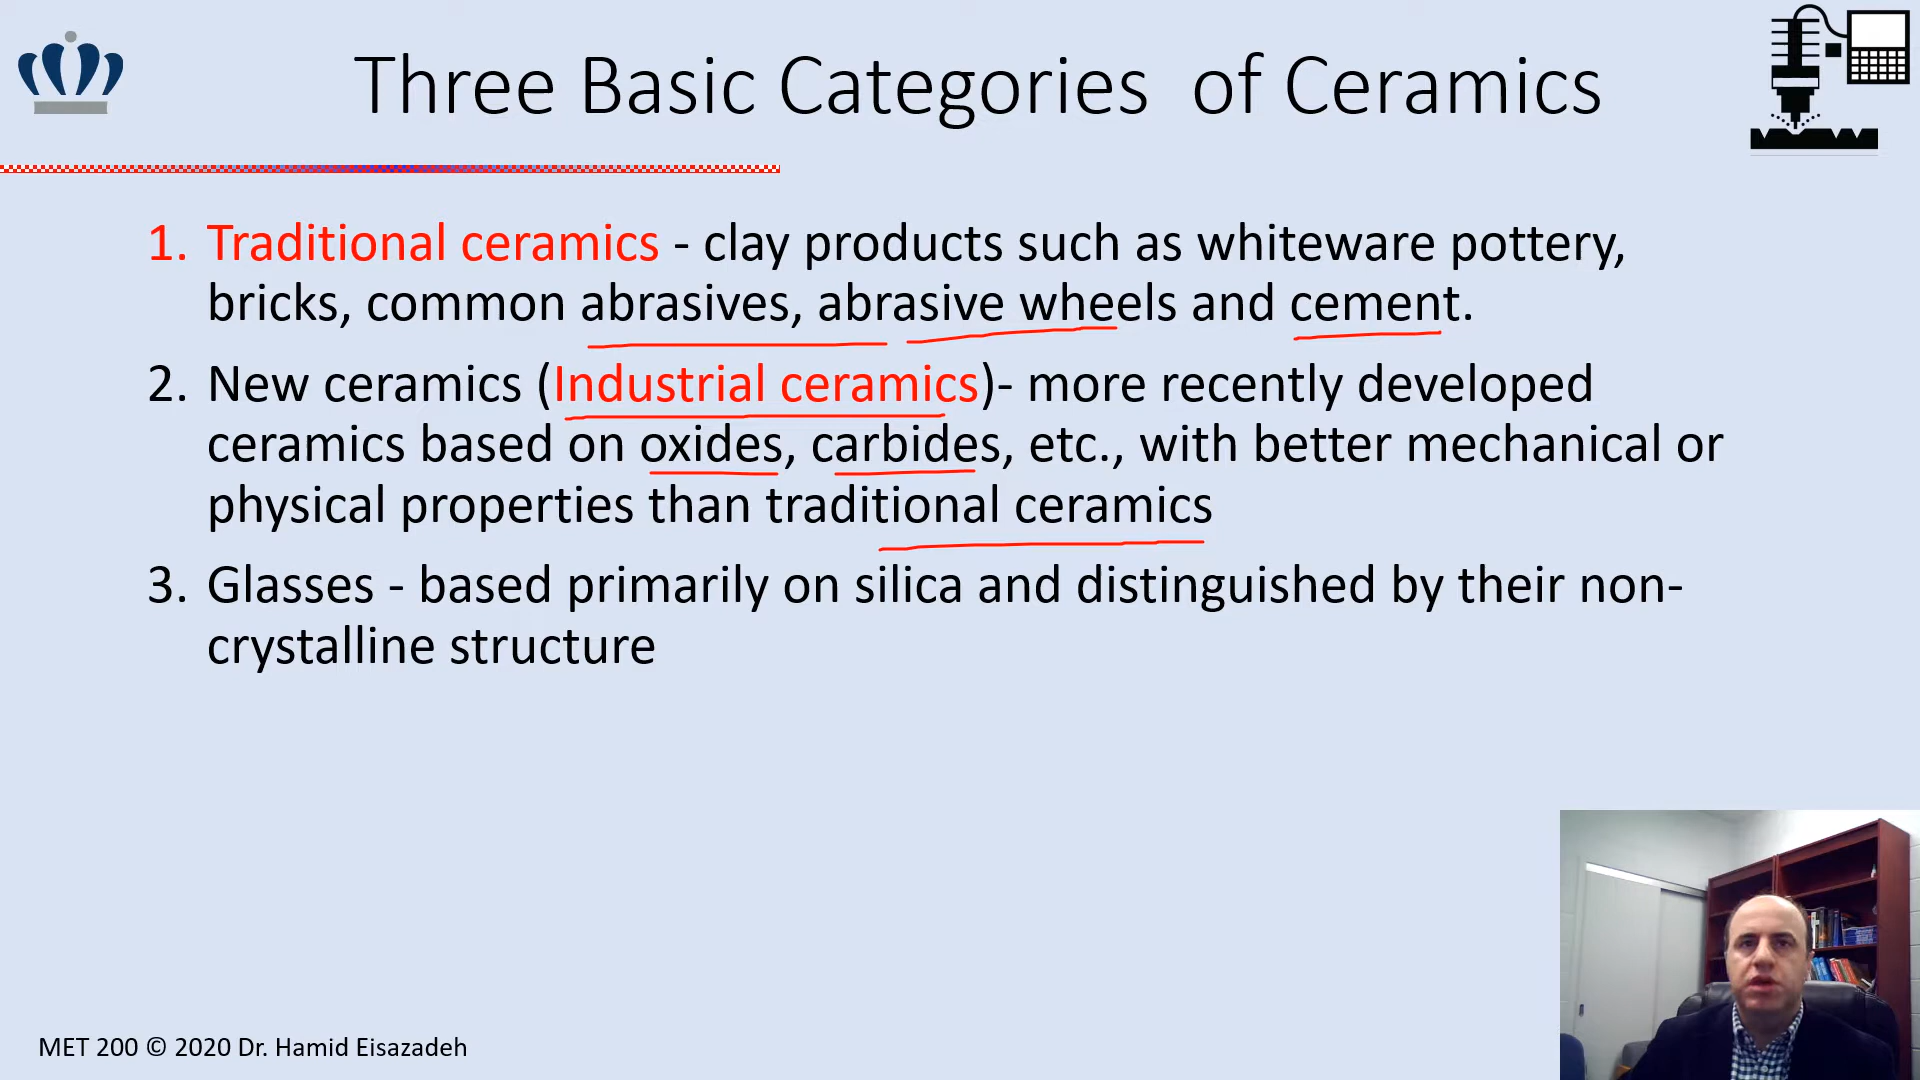 Three Basic Categories of Ceramics
1. Traditional ceramics - clay products such as whiteware pottery,
bricks, common abrasives, abrasive wheels and cement.
2. New ceramics (Industrial ceramics)- more recently developed
ceramics based on oxides, carbides, etc., with better mechanical or
physical properties than traditional ceramics
3. Glasses - based primarily on silica and distinguished by their non-
crystalline structure
MET 200 © 2020 Dr. Hamid Eisazadeh